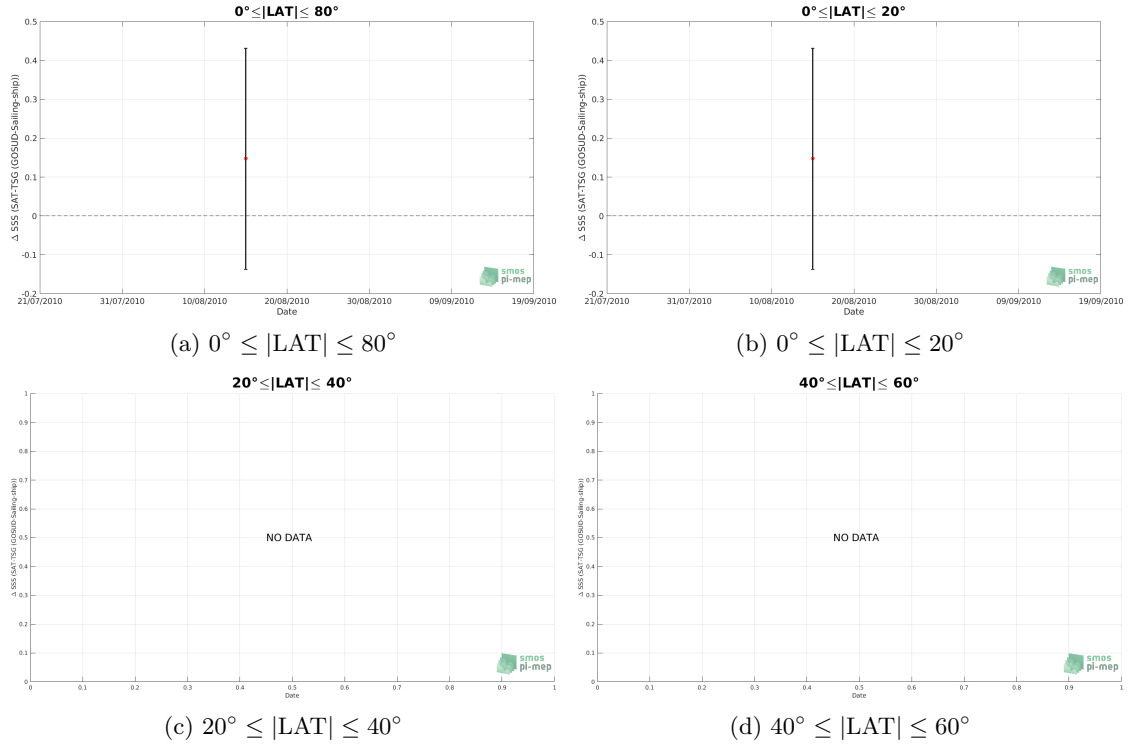 0°≤|LAT|≤ 80°
0.5
0.4
0.3
0.2
0.1
0
-0.1
-0.2
Δ SSS (SAT-TSG (GOSUD-Sailing-ship))
21/07/2010 31/07/2010 10/08/2010 20/08/2010 30/08/2010 09/09/2010 19/09/2010
Date
smos
pi-mep
(a) 0° ≤ |LAT| ≤ 80°
0°≤|LAT|≤ 20°
0.5
0.4
0.3
0.2
0.1
0
-0.1
-0.2
Δ SSS (SAT-TSG (GOSUD-Sailing-ship))
21/07/2010 31/07/2010 10/08/2010 20/08/2010 30/08/2010 09/09/2010 19/09/2010
Date
smos
pi-mep
(b) 0° ≤ |LAT| ≤ 20°
20°≤|LAT|≤ 40°
1
0.9
0.8
0.7
0.6
0.5
0.4
0.3
0.2
0.1
0
Δ SSS (SAT-TSG (GOSUD-Sailing-ship))
NO DATA
0 0.1 0.2 0.3 0.4 0.5 0.6 0.7 0.8 0.9 1
Date
smos
pi-mep
(c) 20° ≤ |LAT| ≤ 40°
40°≤|LAT|≤ 60°
1
0.9
0.8
0.7
0.6
0.5
0.4
0.3
0.2
0.1
0
Δ SSS (SAT-TSG (GOSUD-Sailing-ship))
NO DATA
0 0.1 0.2 0.3 0.4 0.5 0.6 0.7 0.8 0.9 1
Date
smos
pi-mep
(d) 40° ≤ |LAT| ≤ 60°